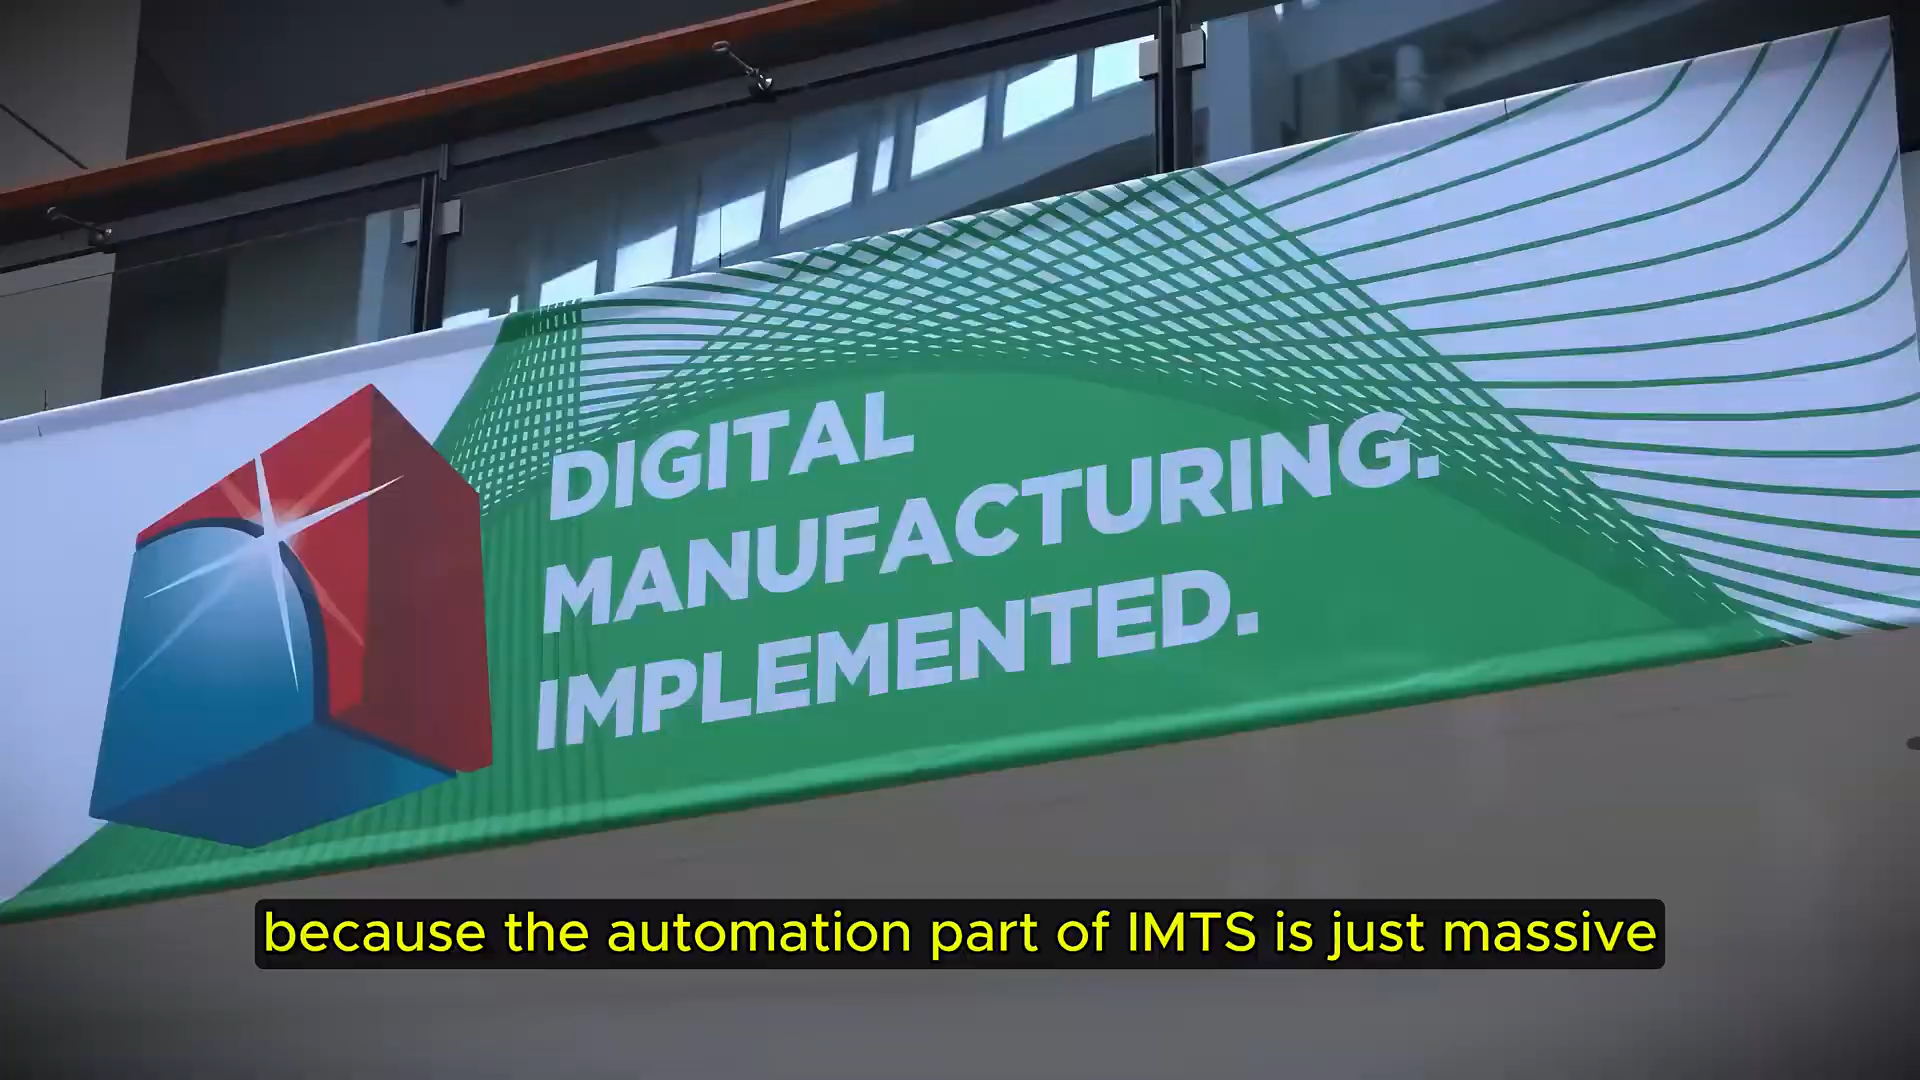 DIGITAL
MANUFACTURING.
IMPLEMENTED.
because the automation part of IMTS is just massive